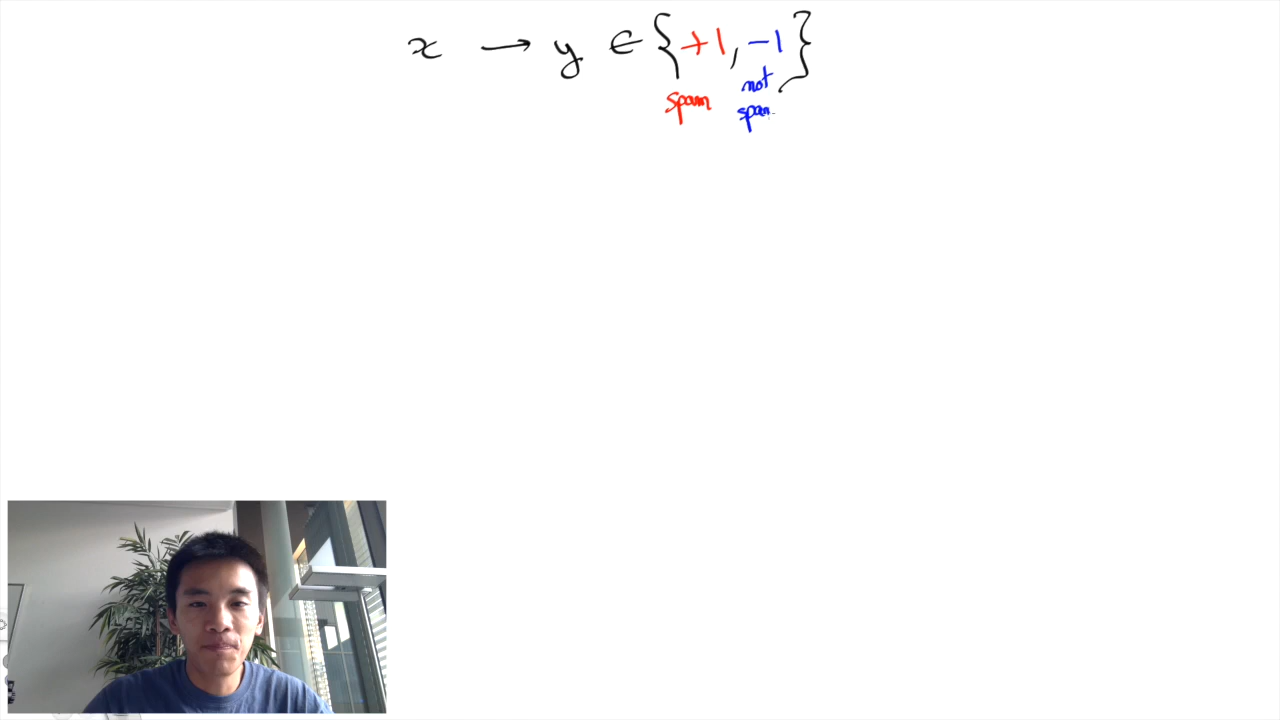 x → y ∈ {+1, -1}
spam not
spam